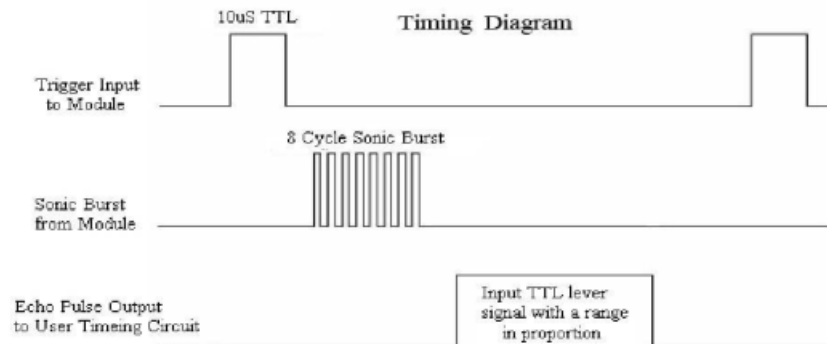 10uS TTL
Timing Diagram
Trigger Input
to Module
8 Cycle Sonic Burst
Sonic Burst
from Module
Echo Pulse Output
to User Timeing Circuit
Input TTL lever
signal with a range
in proportion